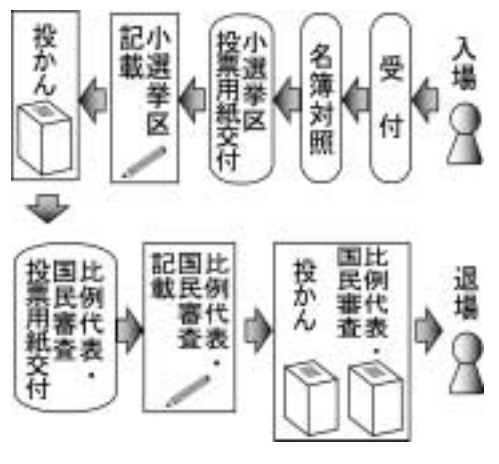 入場
受付
名簿対照
小選挙区
投票用紙交付
小選挙区
記載
投かん
比例代表・
国民審査
投票用紙交付
比例代表・
国民審査
記載
比例代表・
国民審査
投かん
退場